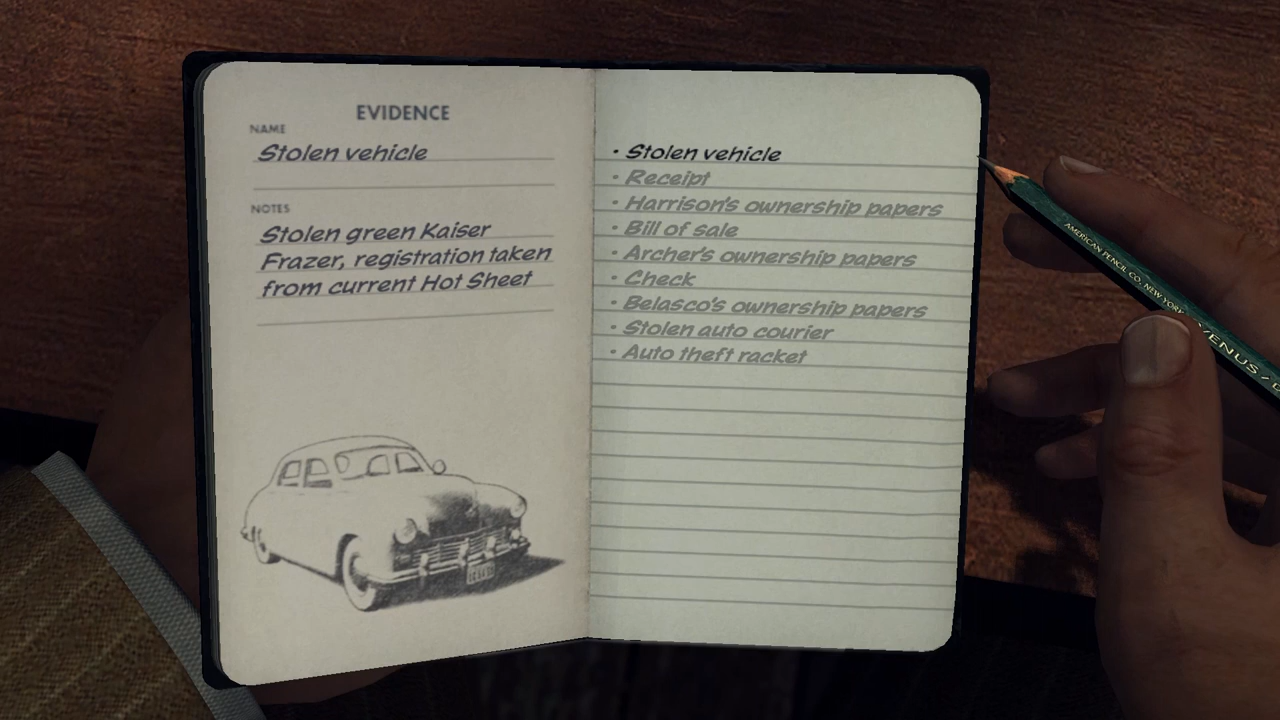 EVIDENCE
NAME
Stolen vehicle
NOTES
Stolen green Kaiser
Frazer, registration taken
from current Hot Sheet
• Stolen vehicle
• Receipt
• Harrison's ownership papers
• Bill of sale
• Archer's ownership papers
• Check
• Belasco's ownership papers
• Stolen auto courier
• Auto theft racket
AMERICAN PENCIL CO. NEW YORK
VENUS